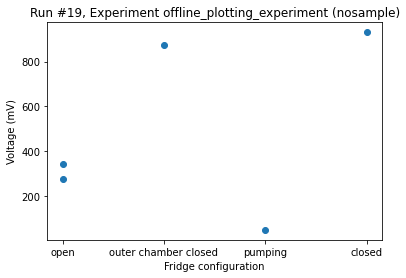 Run #19, Experiment offline_plotting_experiment (nosample)
800
600
400
200
Voltage (mV)
open outer chamber closed pumping closed
Fridge configuration